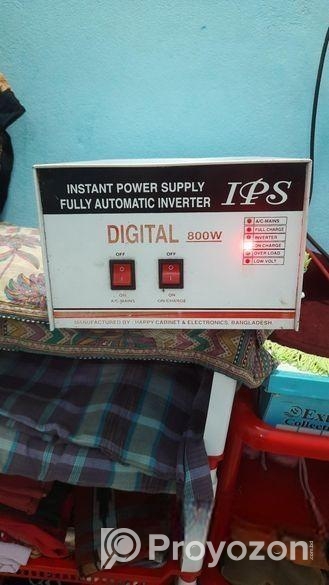 INSTANT POWER SUPPLY
FULLY AUTOMATIC INVERTER
IPS
DIGITAL 800W
A/C-MAINS
FULL CHARGE
INVERTER
ON CHARGE
OVER LOAD
LOW VOLT
OFF OFF
ON ON
A/C-MAINS ON CHARGE
MANUFACTURED BY : HAPPY CABINET & ELECTRONICS, BANGLADESH.
Collect
Proyozon